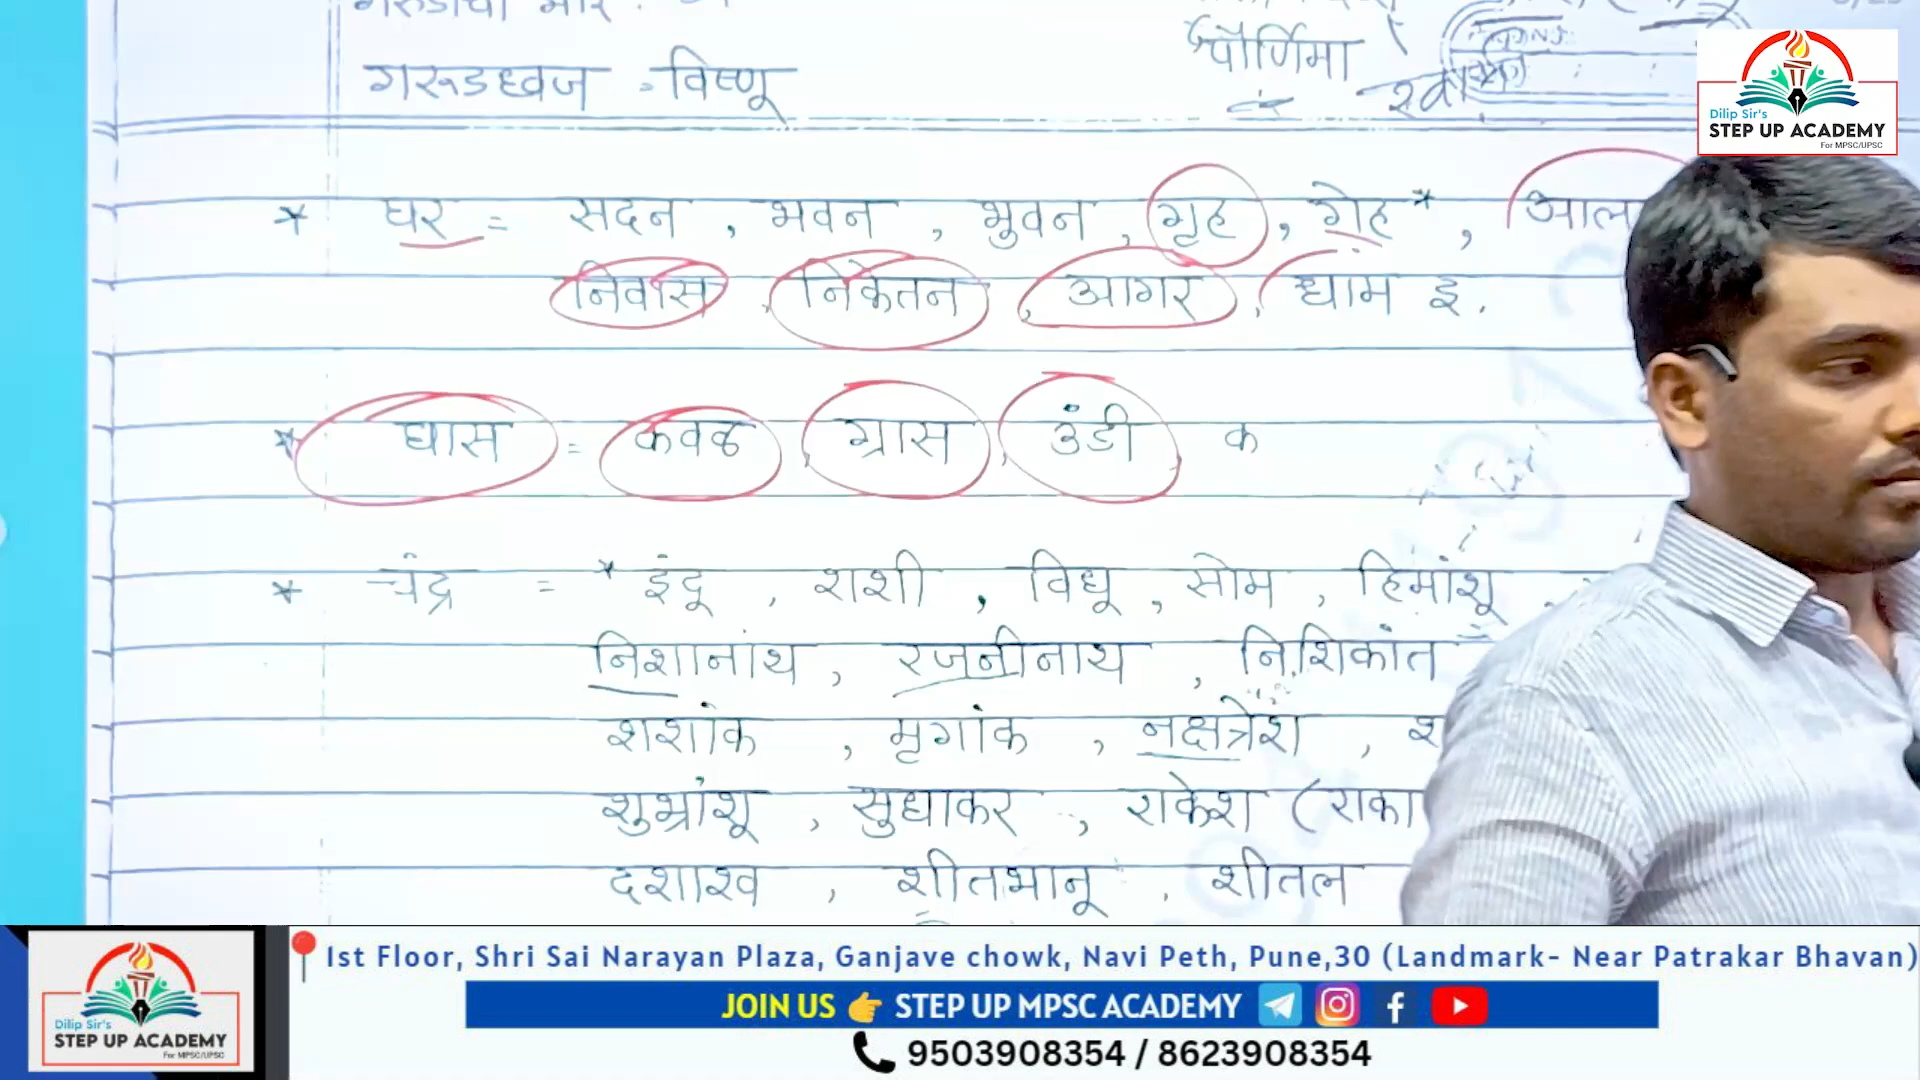 पौर्णिमा
गरुडध्वज = विष्णू
* घर = सदन , भवन , भुवन , गृह , गेह * ,
निवास , निकेतन , आगर , धाम इ.
* घास = कवळ , ग्रास , उंडी क
* चंद्र = * इंदू , शशी , विधू , सोम , हिमांशू
निशानाथ , रजनीनाथ , निशिकांत
शशांक , मृगांक , नक्षत्रेश , श
शुभ्रांशू , सुधाकर , राकेश (राका
दशाश्व , शीतभानू , शीतल
Dilip Sir's
STEP UP ACADEMY
For MPSC/UPSC
Dilip Sir's
STEP UP ACADEMY
For MPSC/UPSC
1st Floor, Shri Sai Narayan Plaza, Ganjave chowk, Navi Peth, Pune,30 (Landmark- Near Patrakar Bhavan)
JOIN US 👉 STEP UP MPSC ACADEMY
9503908354 / 8623908354